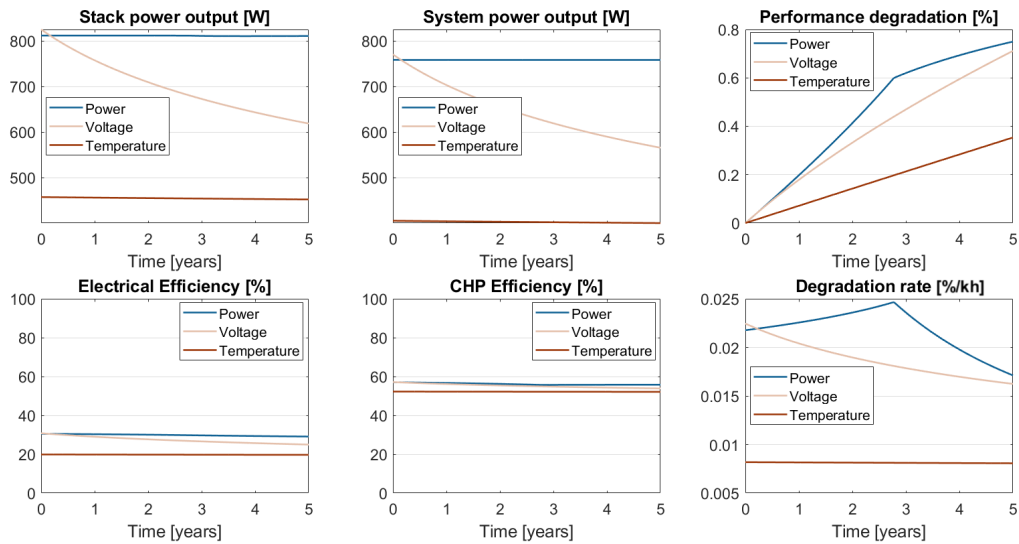 Stack power output [W]
800
700
600
500
Power
Voltage
Temperature
0 1 2 3 4 5
Time [years]
System power output [W]
800
700
600
500
Power
Voltage
Temperature
0 1 2 3 4 5
Time [years]
Performance degradation [%]
0.8
0.6
0.4
0.2
0
Power
Voltage
Temperature
0 1 2 3 4 5
Time [years]
Electrical Efficiency [%]
100
80
60
40
20
0
Power
Voltage
Temperature
0 1 2 3 4 5
Time [years]
CHP Efficiency [%]
100
80
60
40
20
0
Power
Voltage
Temperature
0 1 2 3 4 5
Time [years]
Degradation rate [%/kh]
0.025
0.02
0.015
0.01
0.005
Power
Voltage
Temperature
0 1 2 3 4 5
Time [years]